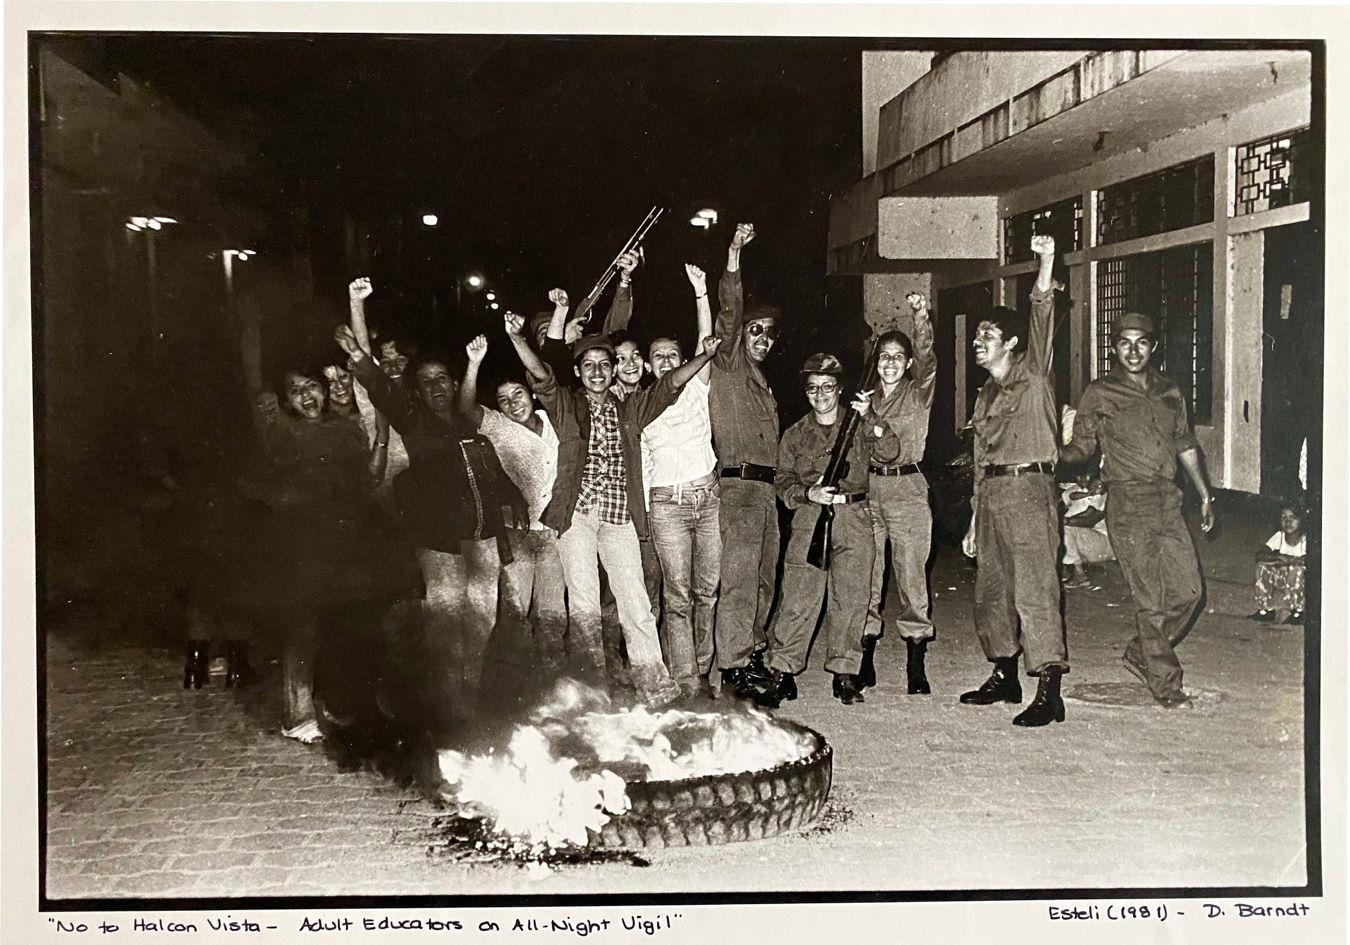 "No to Halcon Vista - Adult Educators on All-Night Vigil"
Esteli (1981) - D. Barndt